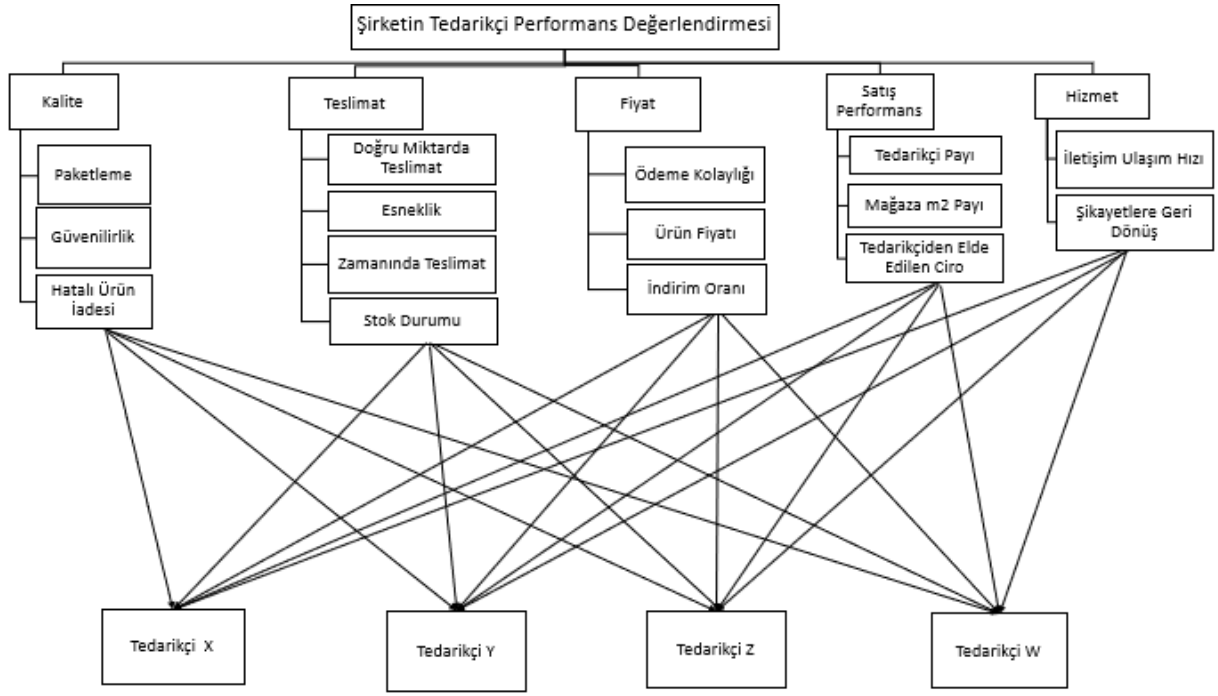 Şirketin Tedarikçi Performans Değerlendirmesi
Kalite
Teslimat
Fiyat
Satış
Performans
Hizmet
Paketleme
Güvenilirlik
Hatalı Ürün
İadesi
Doğru Miktarda
Teslimat
Esneklik
Zamanında Teslimat
Stok Durumu
Ödeme Kolaylığı
Ürün Fiyatı
İndirim Oranı
Tedarikçi Payı
Mağaza m2 Payı
Tedarikçiden Elde
Edilen Ciro
İletişim Ulaşım Hızı
Şikayetlere Geri
Dönüş
Tedarikçi X
Tedarikçi Y
Tedarikçi Z
Tedarikçi W